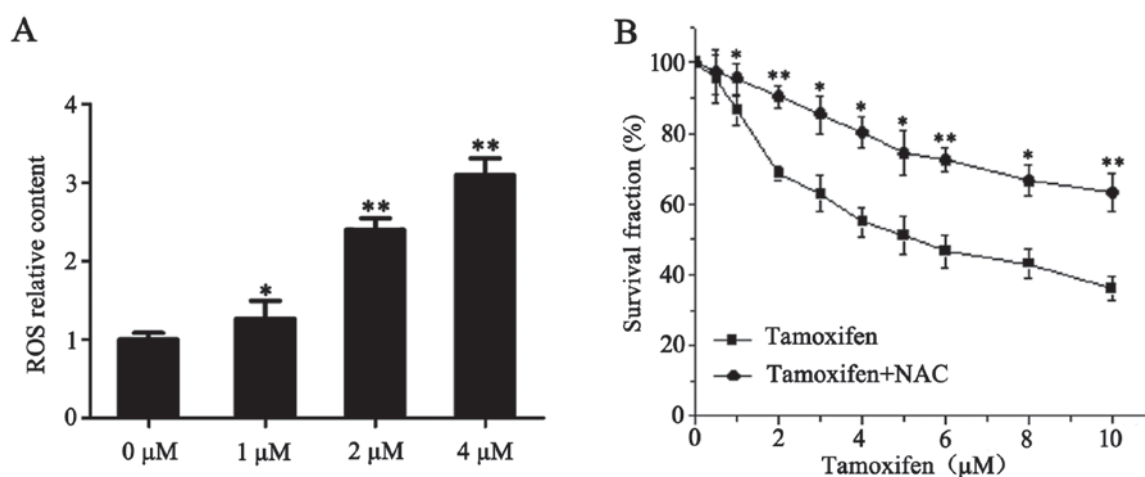 A
ROS relative content
4
3
2
1
0
*
**
**
0 μM
1 μM
2 μM
4 μM
B
Survival fraction (%)
100
80
60
40
20
0
*
**
*
*
*
**
*
**
Tamoxifen
Tamoxifen+NAC
0
2
4
6
8
10
Tamoxifen（μM）